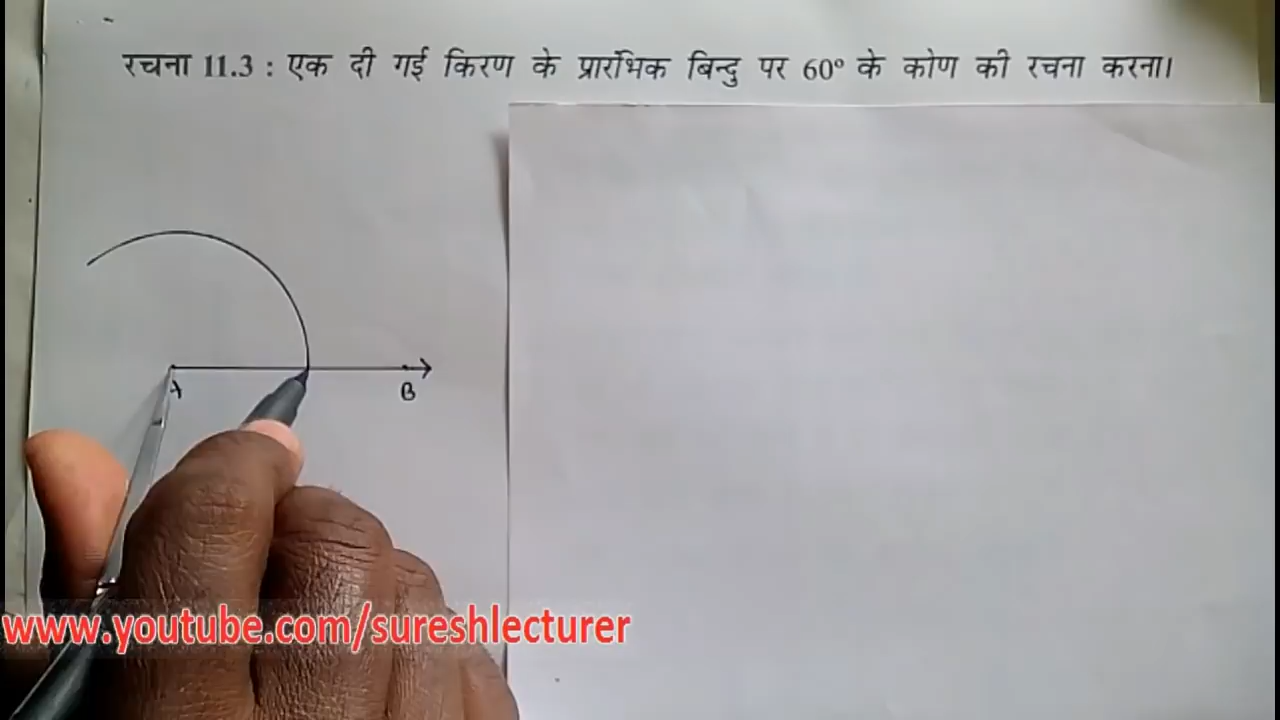 रचना 11.3 : एक दी गई किरण के प्रारंभिक बिन्दु पर 60° के कोण की रचना करना।
A B
www.youtube.com/sureshlecturer